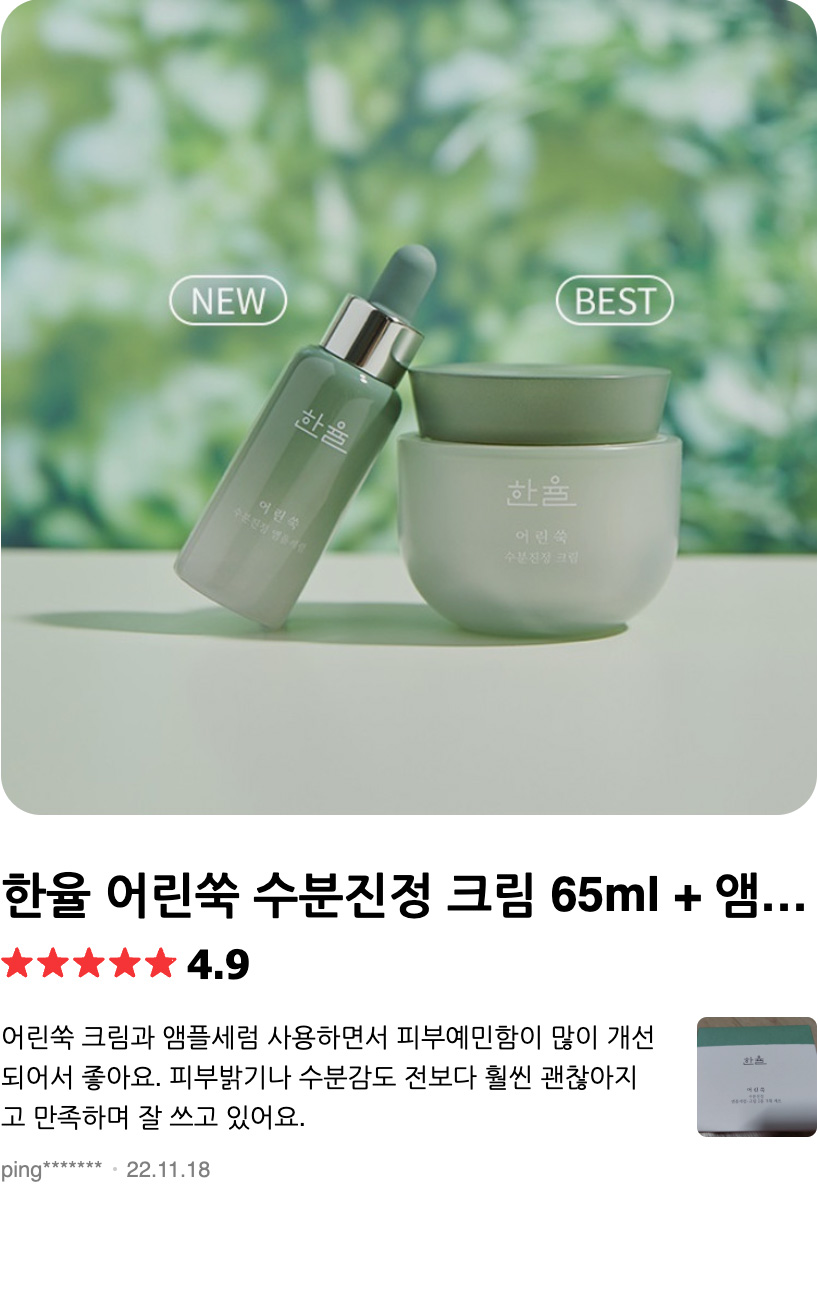 NEW
BEST
한율
어린쑥
수분진정 앰플세럼
한율
어린쑥
수분진정 크림
한율 어린쑥 수분진정 크림 65ml + 앰...
4.9
어린쑥 크림과 앰플세럼 사용하면서 피부예민함이 많이 개선
되어서 좋아요. 피부밝기나 수분감도 전보다 훨씬 괜찮아지
고 만족하며 잘 쓰고 있어요.
한율
어린쑥
ping******* · 22.11.18